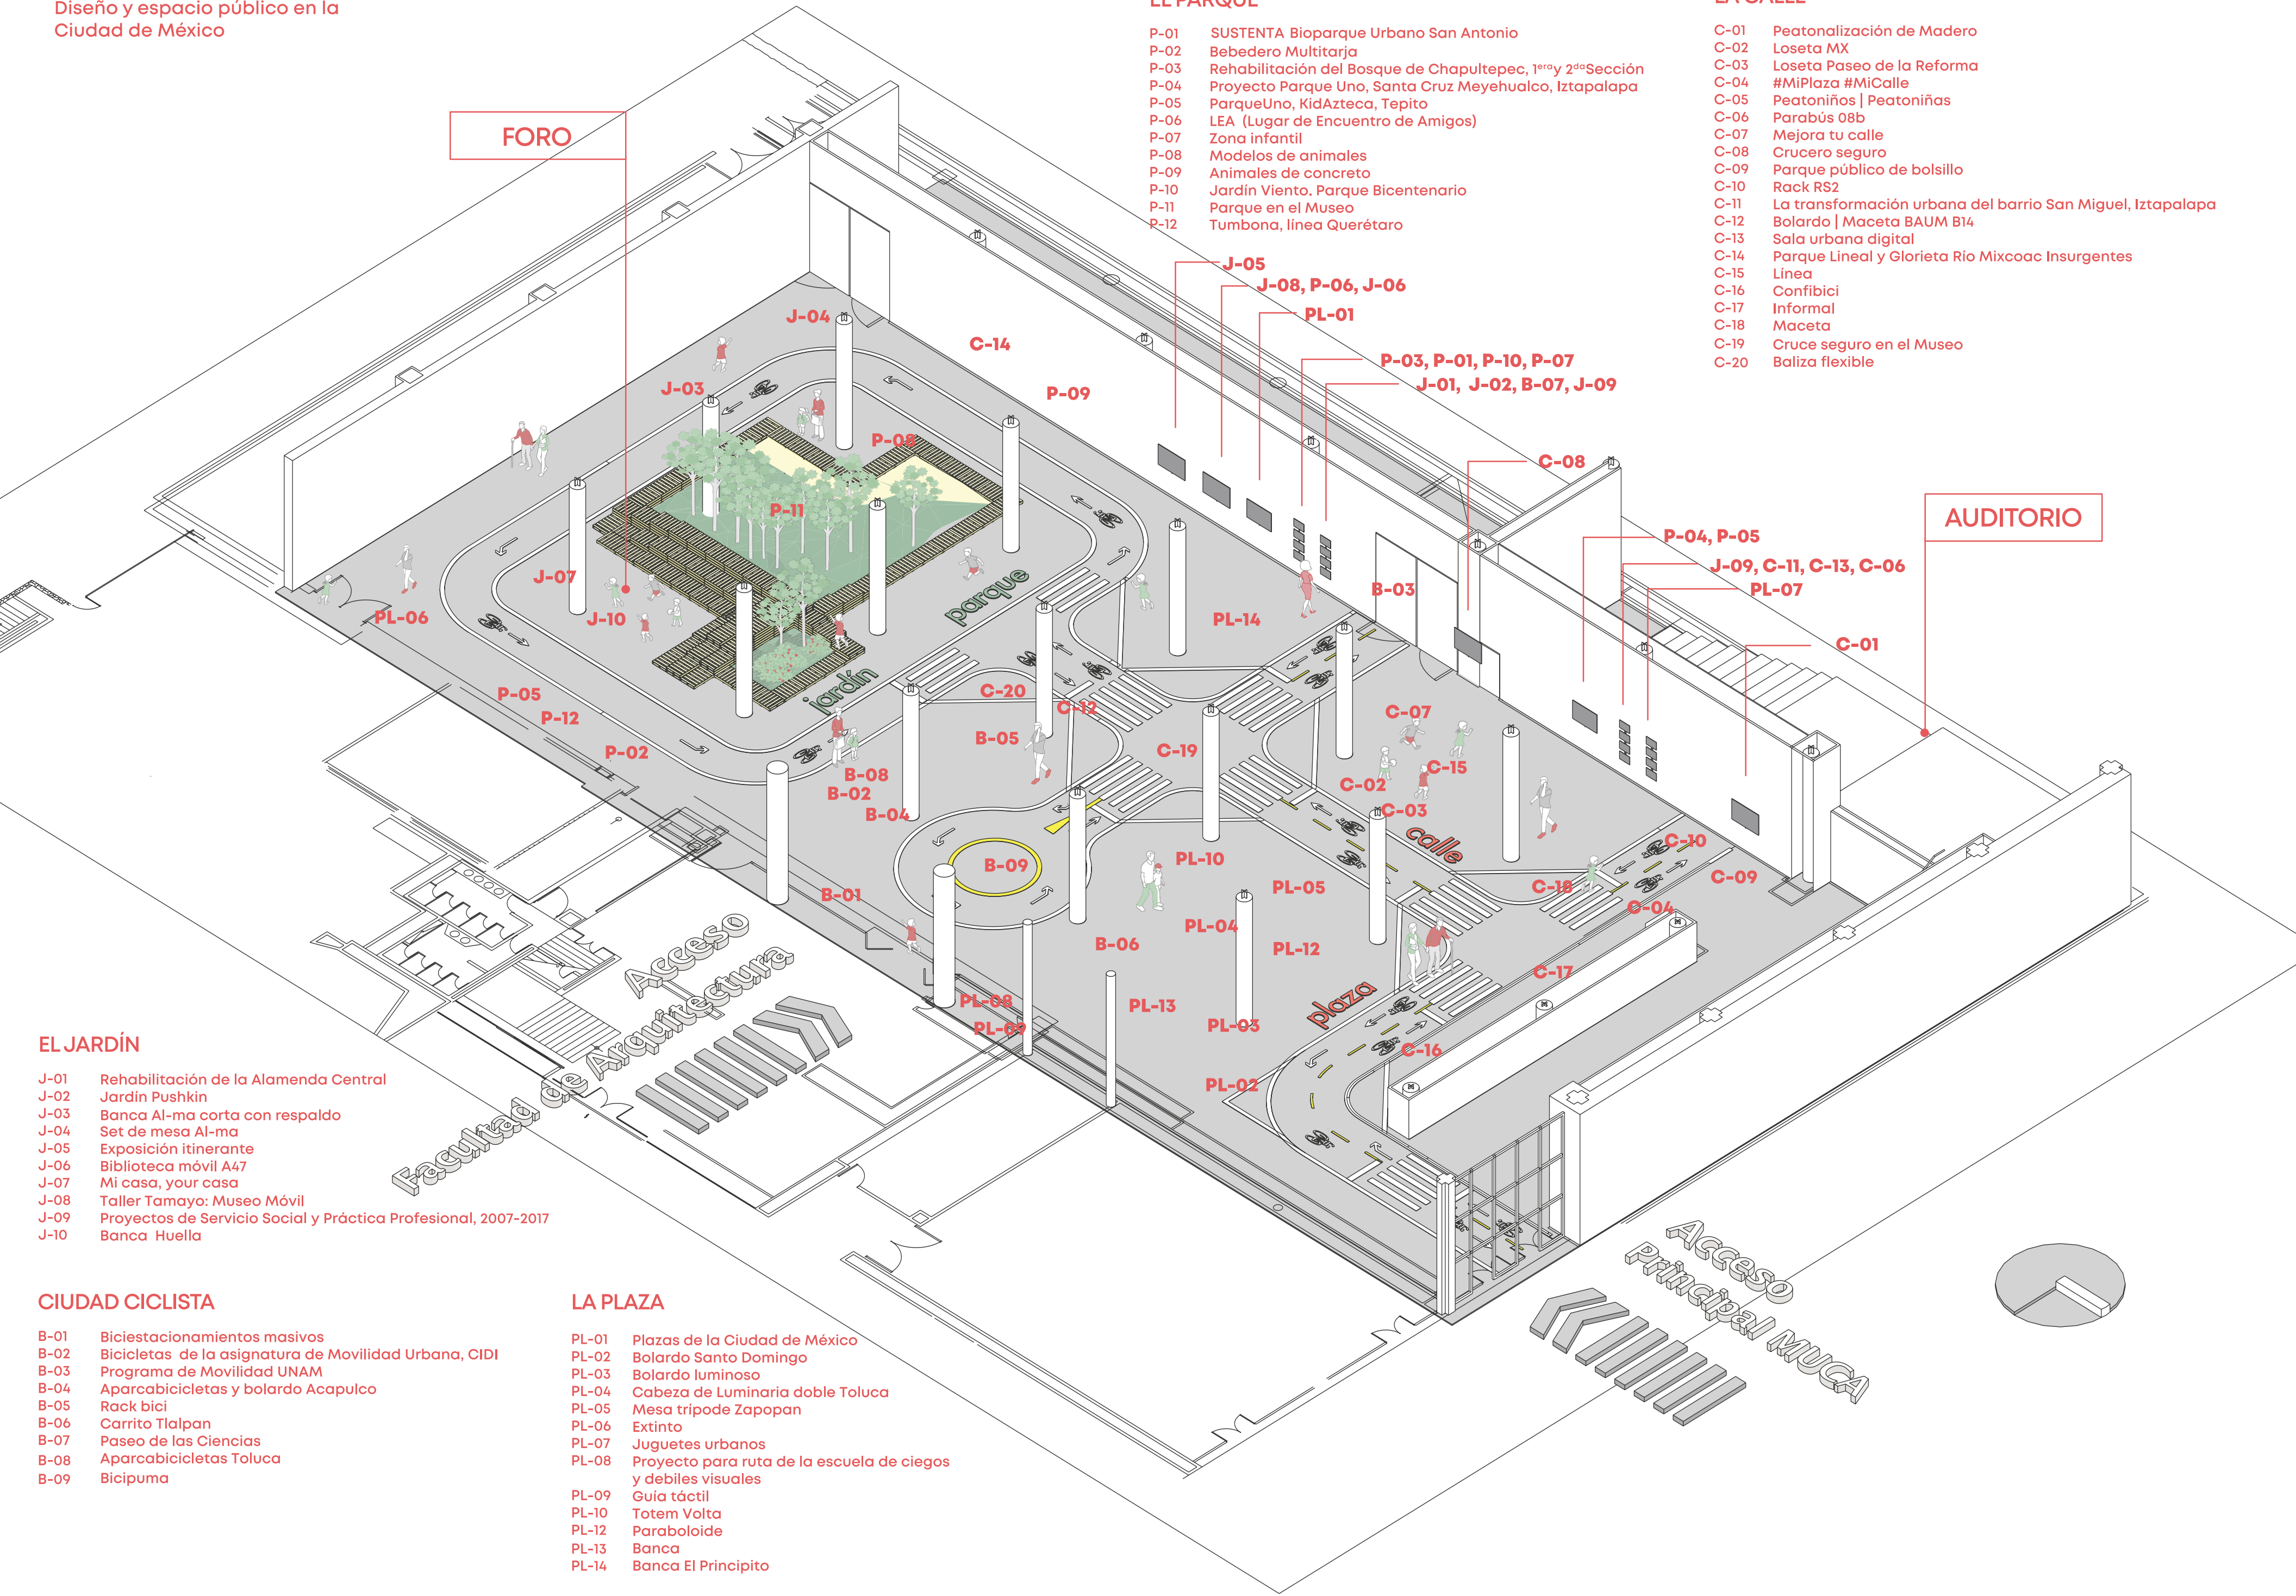 Diseño y espacio público en la
Ciudad de México
EL PARQUE
P-01 SUSTENTA Bioparque Urbano San Antonio
P-02 Bebedero Multitarja
P-03 Rehabilitación del Bosque de Chapultepec, 1ᵉʳᵃy 2ᵈᵃSección
P-04 Proyecto Parque Uno, Santa Cruz Meyehualco, Iztapalapa
P-05 ParqueUno, KidAzteca, Tepito
P-06 LEA (Lugar de Encuentro de Amigos)
P-07 Zona infantil
P-08 Modelos de animales
P-09 Animales de concreto
P-10 Jardín Viento. Parque Bicentenario
P-11 Parque en el Museo
P-12 Tumbona, línea Querétaro
LA CALLE
C-01 Peatonalización de Madero
C-02 Loseta MX
C-03 Loseta Paseo de la Reforma
C-04 #MiPlaza #MiCalle
C-05 Peatoniños | Peatoniñas
C-06 Parabús 08b
C-07 Mejora tu calle
C-08 Crucero seguro
C-09 Parque público de bolsillo
C-10 Rack RS2
C-11 La transformación urbana del barrio San Miguel, Iztapalapa
C-12 Bolardo | Maceta BAUM B14
C-13 Sala urbana digital
C-14 Parque Lineal y Glorieta Río Mixcoac Insurgentes
C-15 Línea
C-16 Confibici
C-17 Informal
C-18 Maceta
C-19 Cruce seguro en el Museo
C-20 Baliza flexible
FORO
J-05
J-08, P-06, J-06
PL-01
J-04
C-14
P-03, P-01, P-10, P-07
J-01, J-02, B-07, J-09
J-03
P-09
P-08
C-08
P-11
AUDITORIO
P-04, P-05
J-09, C-11, C-13, C-06
PL-07
J-07
parque
B-03
PL-06
J-10
PL-14
C-01
jardín
P-05
C-20
C-12
P-12
C-07
B-05
P-02
C-19
C-15
B-08
C-02
B-02
B-04
C-03
calle
C-10
B-09
PL-10
C-09
B-01
PL-05
C-18
C-04
PL-04
B-06
PL-12
C-17
PL-08
PL-13
plaza
PL-09
PL-03
C-16
PL-02
Acceso
Facultad de Arquitectura
Acceso
Principal MUCA
EL JARDÍN
J-01 Rehabilitación de la Alamenda Central
J-02 Jardín Pushkin
J-03 Banca Al-ma corta con respaldo
J-04 Set de mesa Al-ma
J-05 Exposición itinerante
J-06 Biblioteca móvil A47
J-07 Mi casa, your casa
J-08 Taller Tamayo: Museo Móvil
J-09 Proyectos de Servicio Social y Práctica Profesional, 2007-2017
J-10 Banca Huella
CIUDAD CICLISTA
B-01 Biciestacionamientos masivos
B-02 Bicicletas de la asignatura de Movilidad Urbana, CIDI
B-03 Programa de Movilidad UNAM
B-04 Aparcabicicletas y bolardo Acapulco
B-05 Rack bici
B-06 Carrito Tlalpan
B-07 Paseo de las Ciencias
B-08 Aparcabicicletas Toluca
B-09 Bicipuma
LA PLAZA
PL-01 Plazas de la Ciudad de México
PL-02 Bolardo Santo Domingo
PL-03 Bolardo luminoso
PL-04 Cabeza de Luminaria doble Toluca
PL-05 Mesa trípode Zapopan
PL-06 Extinto
PL-07 Juguetes urbanos
PL-08 Proyecto para ruta de la escuela de ciegos
y debiles visuales
PL-09 Guía táctil
PL-10 Totem Volta
PL-12 Paraboloide
PL-13 Banca
PL-14 Banca El Principito